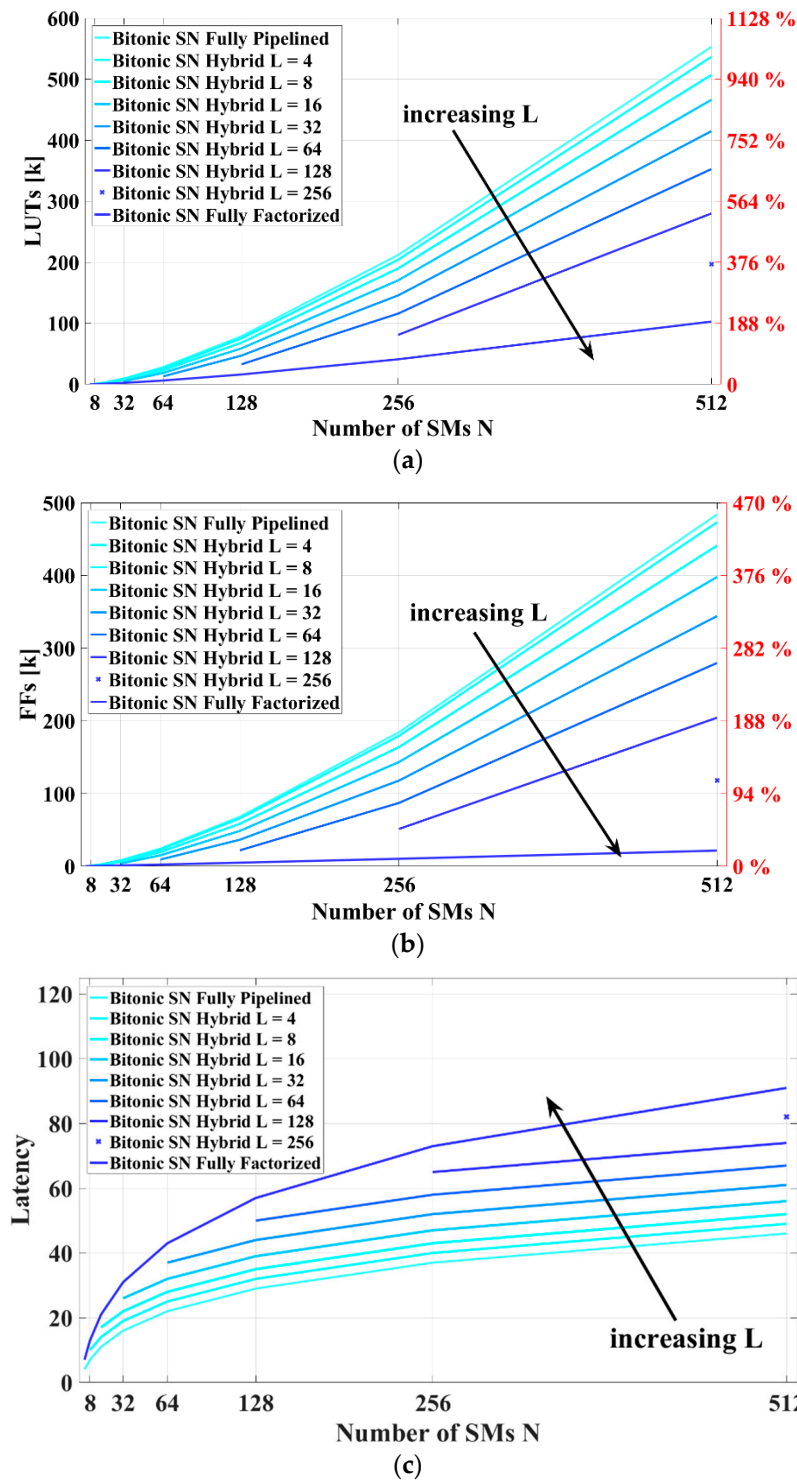 600
500
400
300
200
100
0
LUTs [k]
Bitonic SN Fully Pipelined
Bitonic SN Hybrid L = 4
Bitonic SN Hybrid L = 8
Bitonic SN Hybrid L = 16
Bitonic SN Hybrid L = 32
Bitonic SN Hybrid L = 64
Bitonic SN Hybrid L = 128
Bitonic SN Hybrid L = 256
Bitonic SN Fully Factorized
increasing L
1128 %
940 %
752 %
564 %
376 %
188 %
0
8 32 64 128 256 512
Number of SMs N
(a)
500
400
300
200
100
0
FFs [k]
Bitonic SN Fully Pipelined
Bitonic SN Hybrid L = 4
Bitonic SN Hybrid L = 8
Bitonic SN Hybrid L = 16
Bitonic SN Hybrid L = 32
Bitonic SN Hybrid L = 64
Bitonic SN Hybrid L = 128
Bitonic SN Hybrid L = 256
Bitonic SN Fully Factorized
increasing L
470 %
376 %
282 %
188 %
94 %
0 %
8 32 64 128 256 512
Number of SMs N
(b)
120
100
80
60
40
20
0
Latency
Bitonic SN Fully Pipelined
Bitonic SN Hybrid L = 4
Bitonic SN Hybrid L = 8
Bitonic SN Hybrid L = 16
Bitonic SN Hybrid L = 32
Bitonic SN Hybrid L = 64
Bitonic SN Hybrid L = 128
Bitonic SN Hybrid L = 256
Bitonic SN Fully Factorized
increasing L
8 32 64 128 256 512
Number of SMs N
(c)